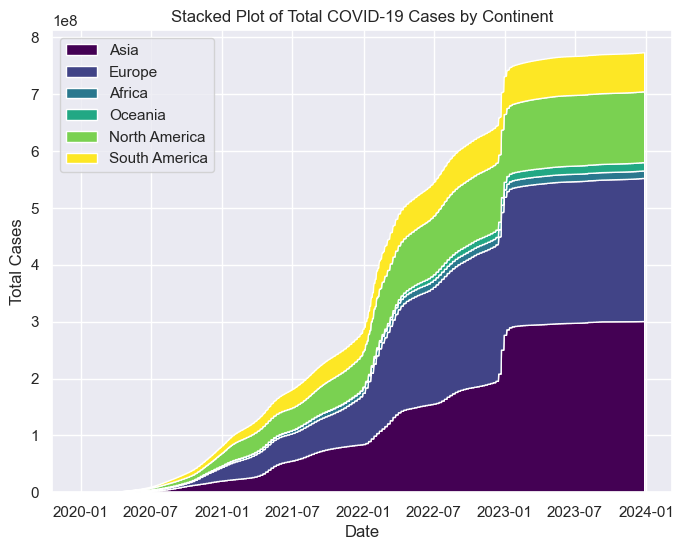 Stacked Plot of Total COVID-19 Cases by Continent
1e8
8
7
6
5
4
3
2
1
0
Total Cases
Asia
Europe
Africa
Oceania
North America
South America
2020-01 2020-07 2021-01 2021-07 2022-01 2022-07 2023-01 2023-07 2024-01
Date